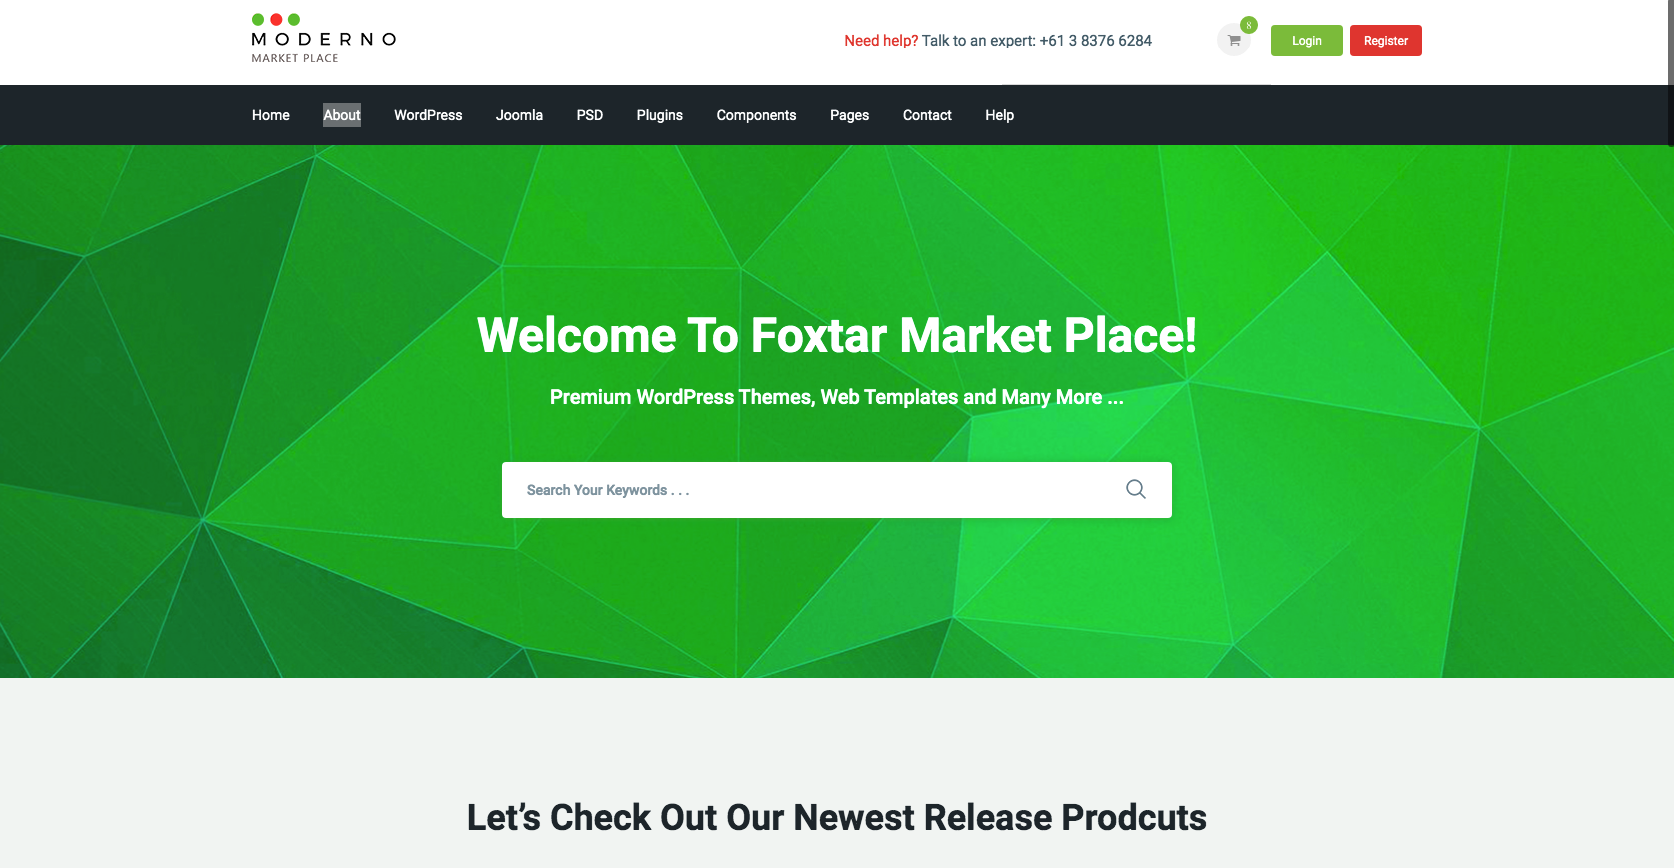 MODERNO
MARKET PLACE
Need help? Talk to an expert: +61 3 8376 6284
8
Login
Register
Home About WordPress Joomla PSD Plugins Components Pages Contact Help
Welcome To Foxtar Market Place!
Premium WordPress Themes, Web Templates and Many More ...
Search Your Keywords . . .
Let’s Check Out Our Newest Release Prodcuts